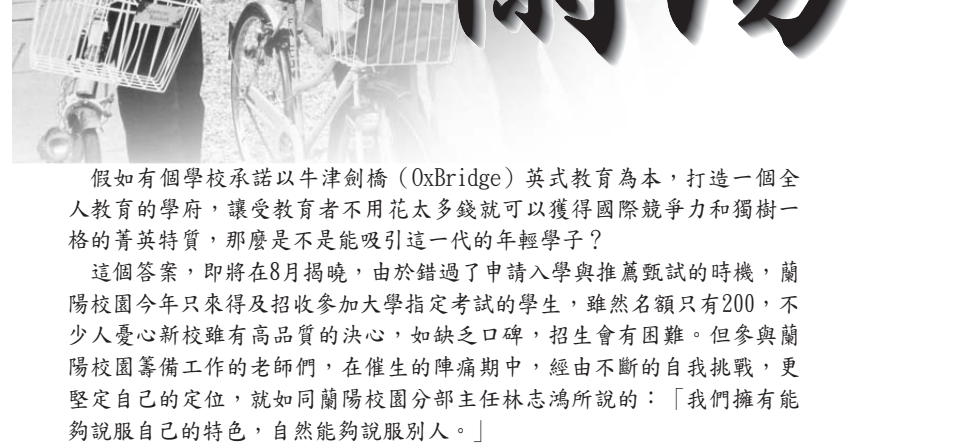 蘭陽
假如有個學校承諾以牛津劍橋（OxBridge）英式教育為本，打造一個全
人教育的學府，讓受教育者不用花太多錢就可以獲得國際競爭力和獨樹一
格的菁英特質，那麼是不是能吸引這一代的年輕學子？
這個答案，即將在8月揭曉，由於錯過了申請入學與推薦甄試的時機，蘭
陽校園今年只來得及招收參加大學指定考試的學生，雖然名額只有200，不
少人憂心新校雖有高品質的決心，如缺乏口碑，招生會有困難。但參與蘭
陽校園籌備工作的老師們，在催生的陣痛期中，經由不斷的自我挑戰，更
堅定自己的定位，就如同蘭陽校園分部主任林志鴻所說的：「我們擁有能
夠說服自己的特色，自然能夠說服別人。」